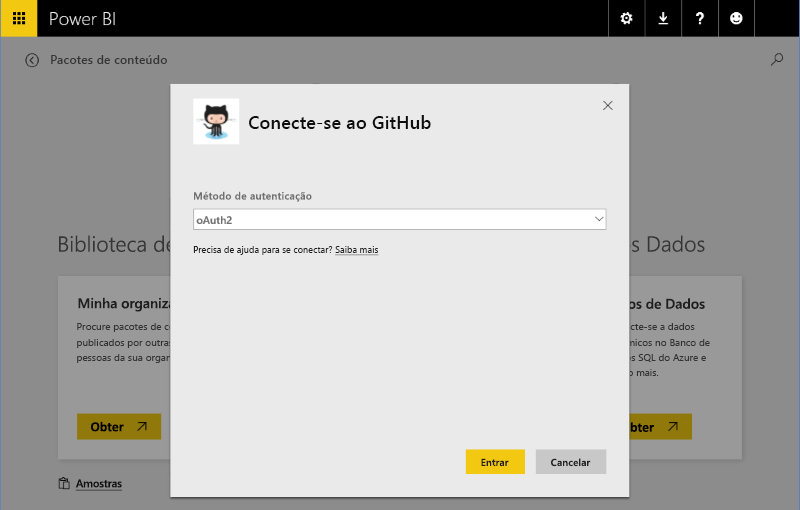 Power BI
?
Pacotes de conteúdo
Conecte-se ao GitHub
Método de autenticação
oAuth2
Precisa de ajuda para se conectar? Saiba mais
Biblioteca de
s Dados
Minha organiza
Procure pacotes de c
publicados por outra
pessoas da sua organ
Obter
os de Dados
cte-se a dados
micos no Banco de
s SQL do Azure e
o mais.
bter
Entrar
Cancelar
Amostras